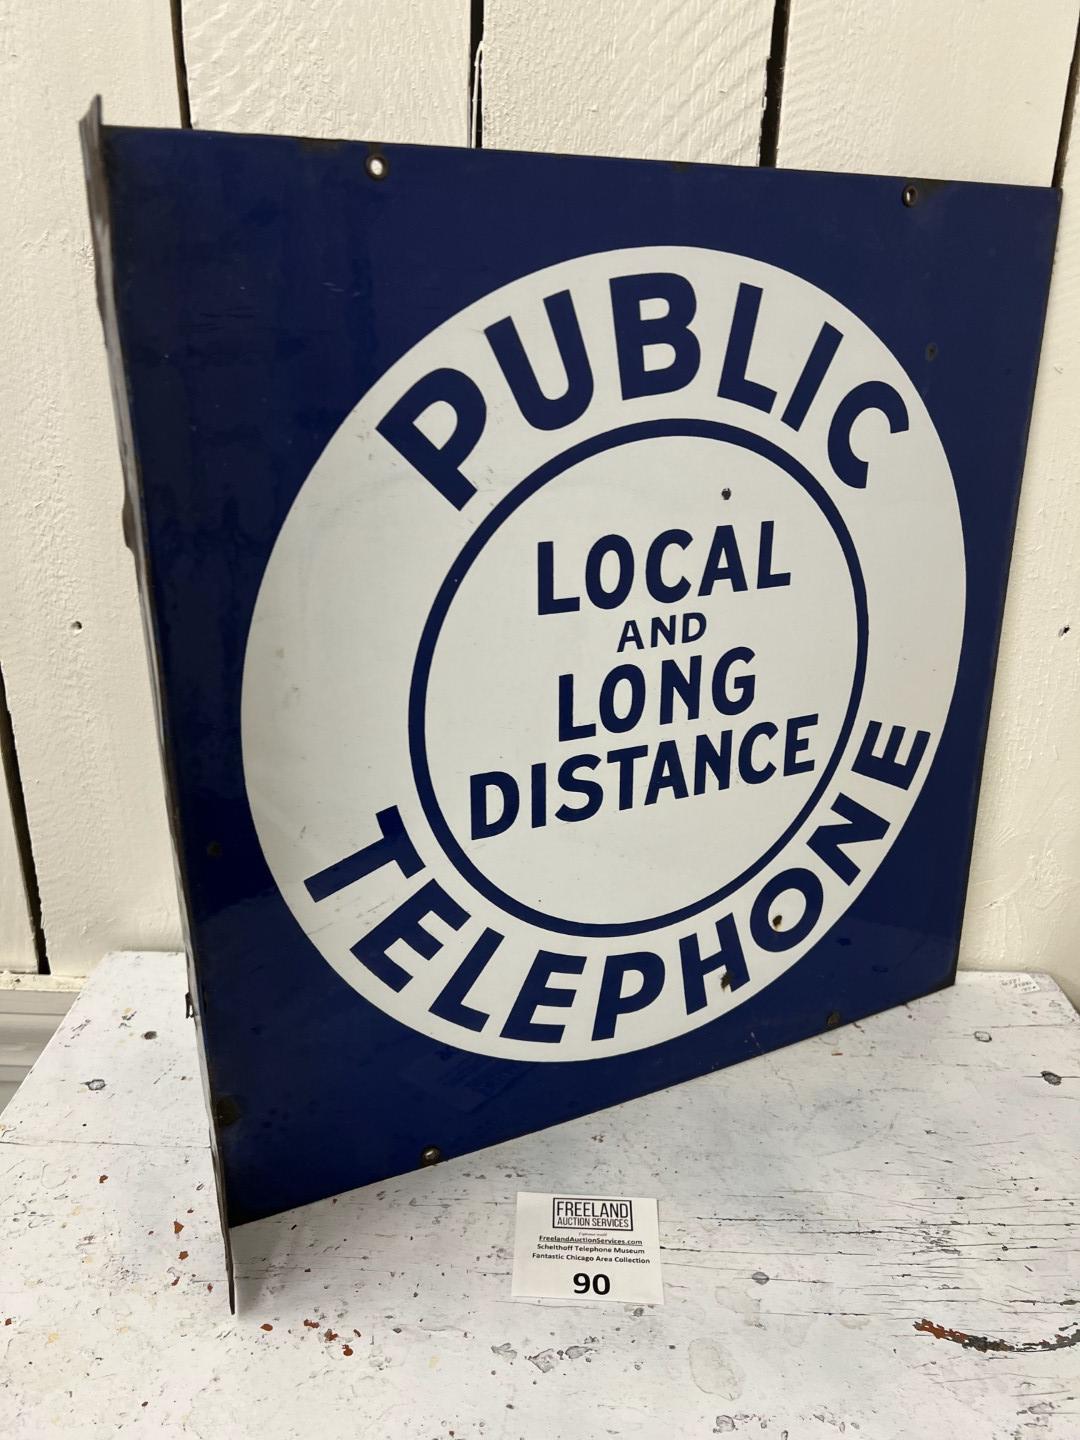 PUBLIC
LOCAL
AND
LONG
DISTANCE
TELEPHONE
FREELAND
AUCTION SERVICES
FreelandAuctionServices.com
Schelthoff Telephone Museum
Fantastic Chicago Area Collection
90